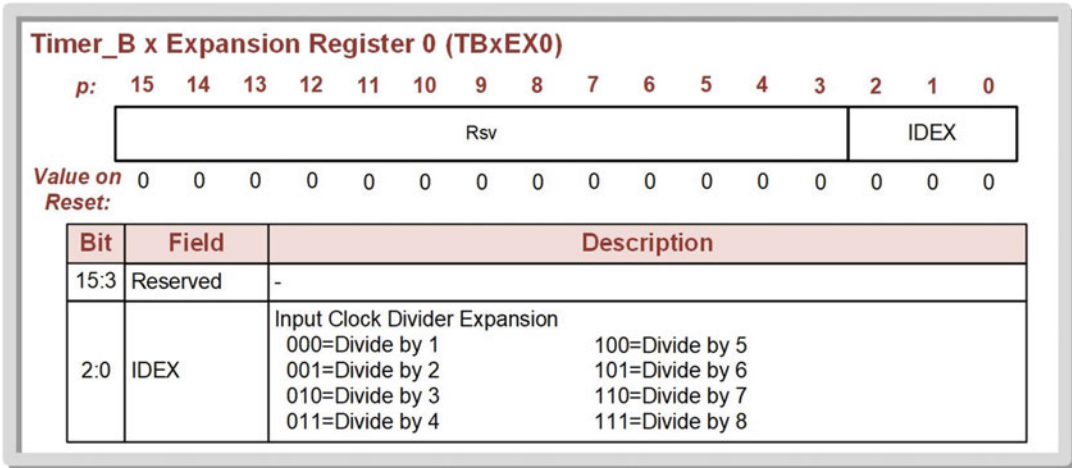 Timer_B x Expansion Register 0 (TBxEX0)
p: 15 14 13 12 11 10 9 8 7 6 5 4 3 2 1 0
Rsv IDEX
Value on Reset: 0 0 0 0 0 0 0 0 0 0 0 0 0 0 0 0
Bit Field Description
15:3 Reserved -
2:0 IDEX Input Clock Divider Expansion
000=Divide by 1 100=Divide by 5
001=Divide by 2 101=Divide by 6
010=Divide by 3 110=Divide by 7
011=Divide by 4 111=Divide by 8